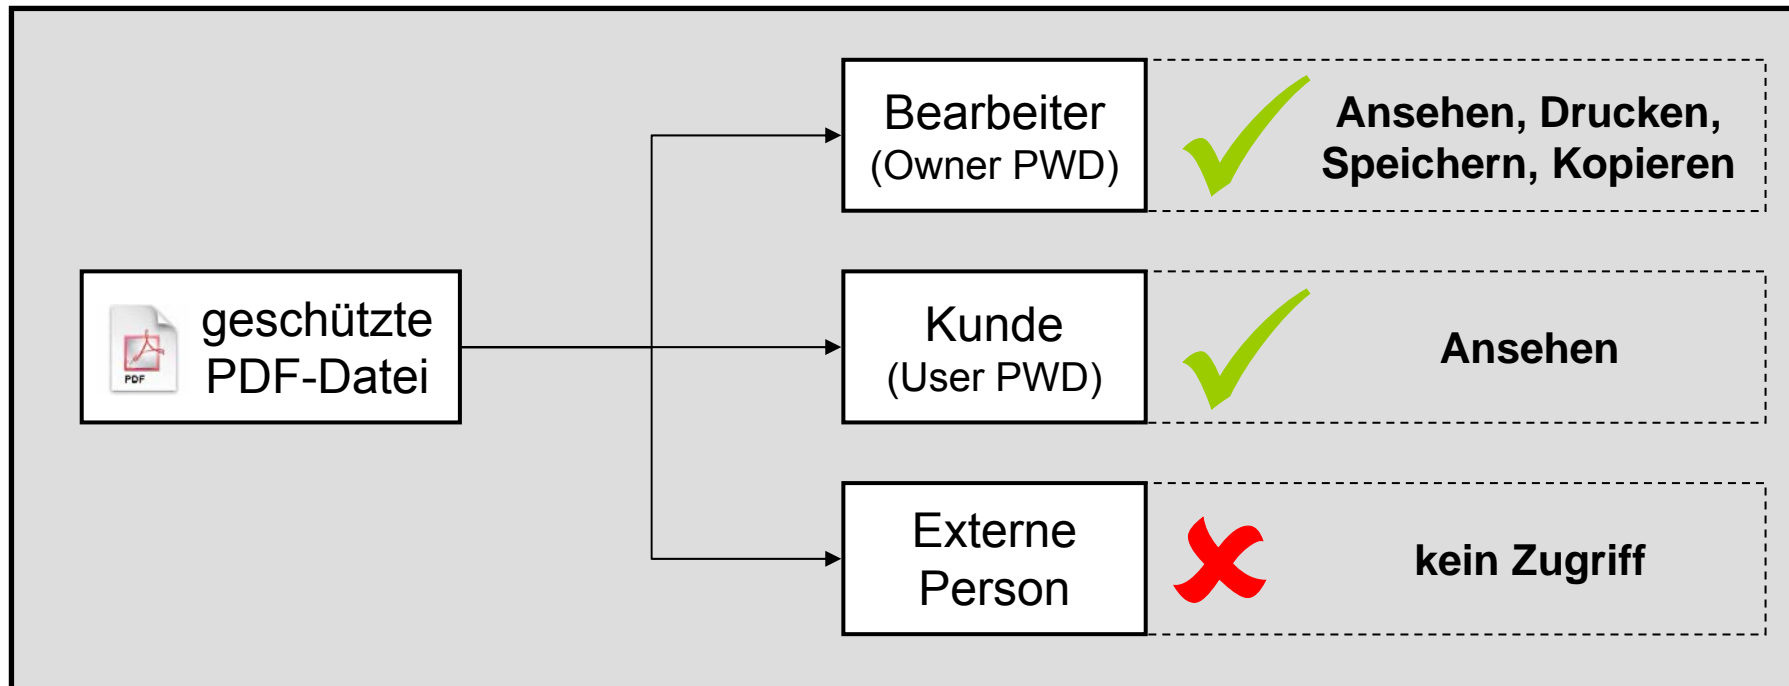 Bearbeiter
(Owner PWD)
Ansehen, Drucken,
Speichern, Kopieren
geschützte
PDF-Datei
PDF
Kunde
(User PWD)
Ansehen
Externe
Person
kein Zugriff